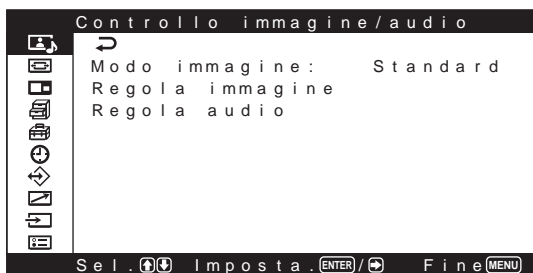 Controllo immagine/audio
Modo immagine: Standard
Regola immagine
Regola audio
Sel. Imposta. ENTER / Fine MENU